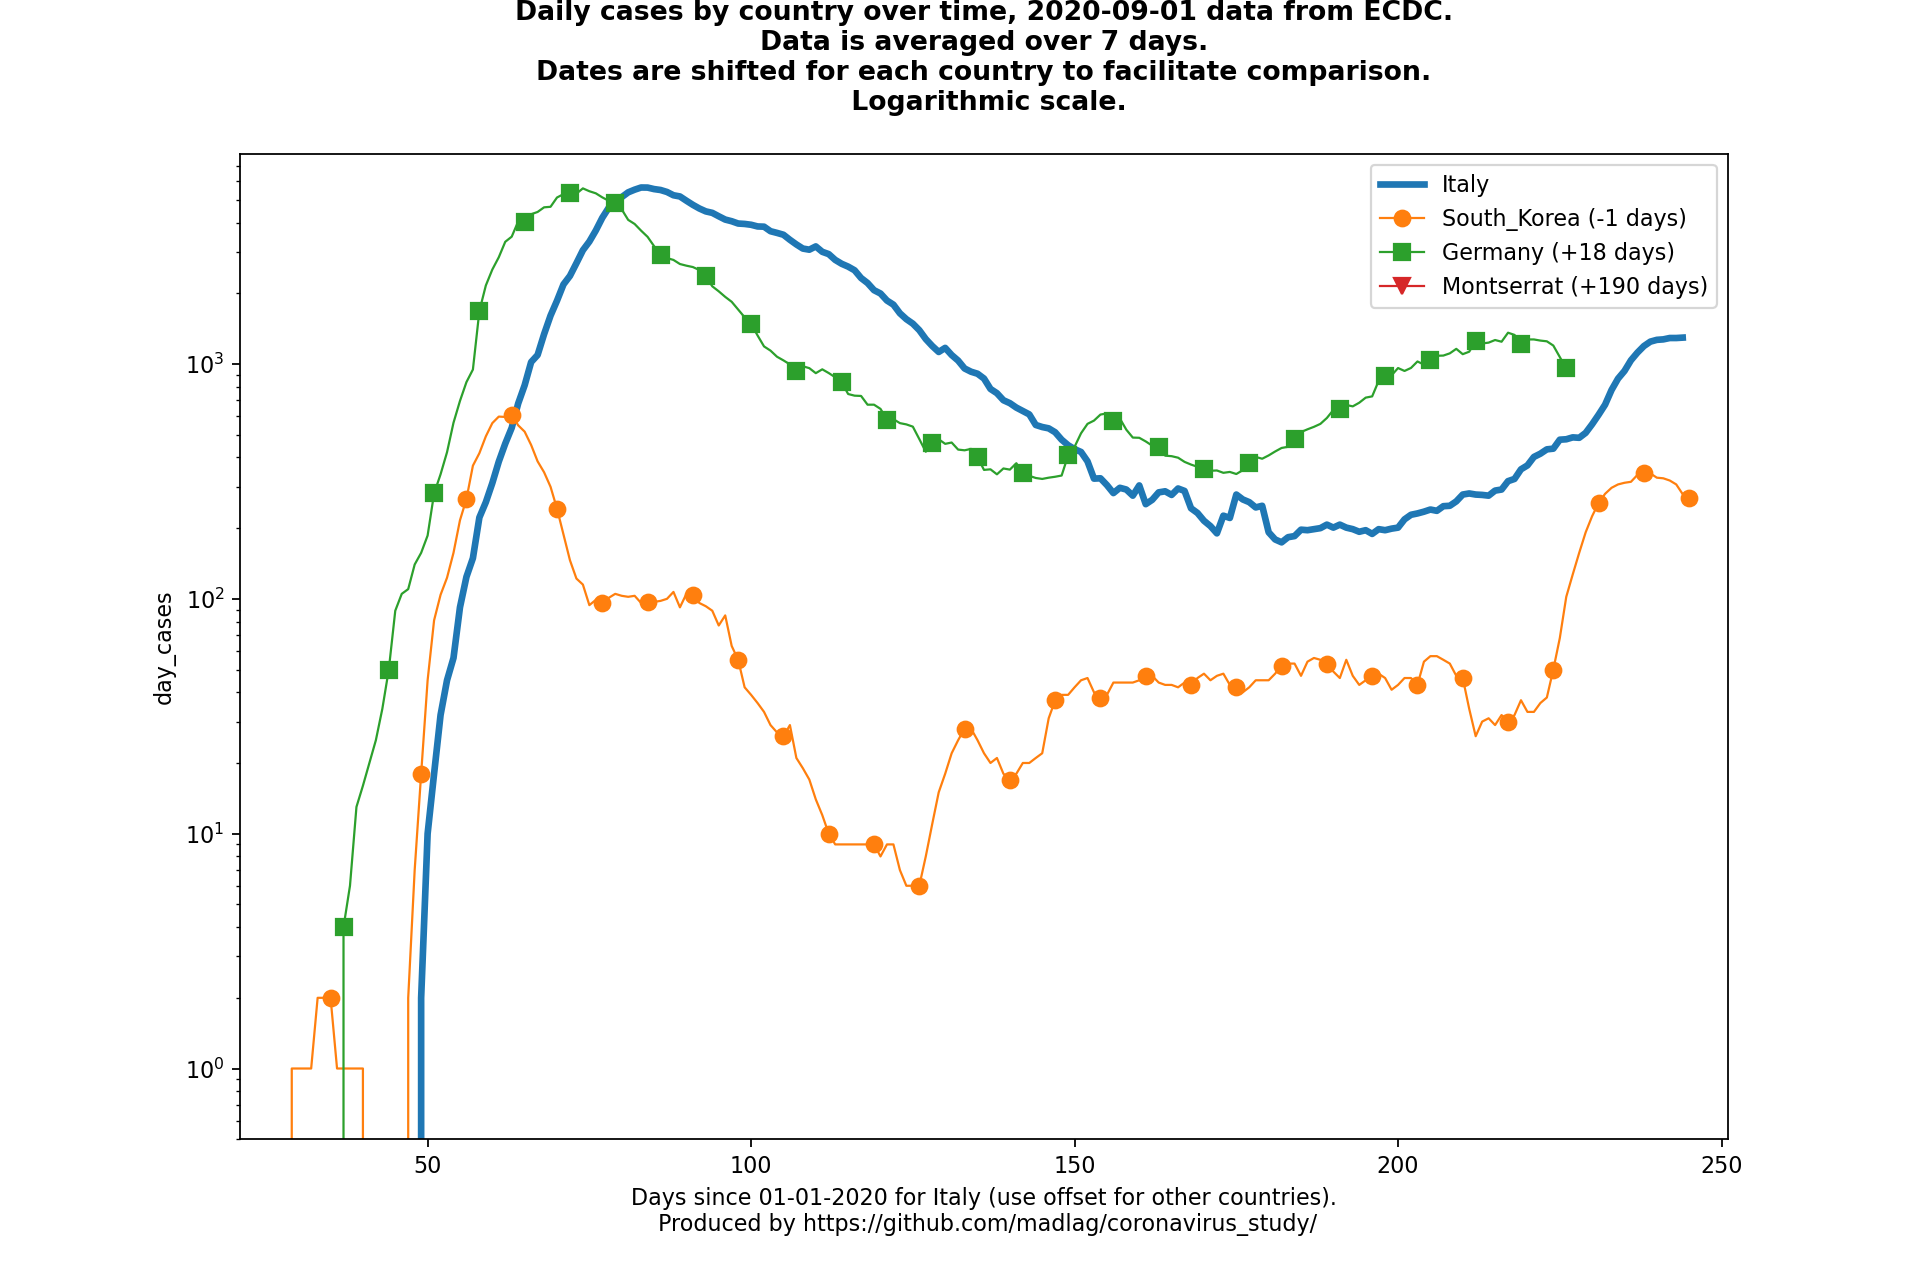 Daily cases by country over time, 2020-09-01 data from ECDC.
Data is averaged over 7 days.
Dates are shifted for each country to facilitate comparison.
Logarithmic scale.
Italy
South_Korea (-1 days)
Germany (+18 days)
Montserrat (+190 days)
10³
10²
10¹
10⁰
day_cases
50
100
150
200
250
Days since 01-01-2020 for Italy (use offset for other countries).
Produced by https://github.com/madlag/coronavirus_study/